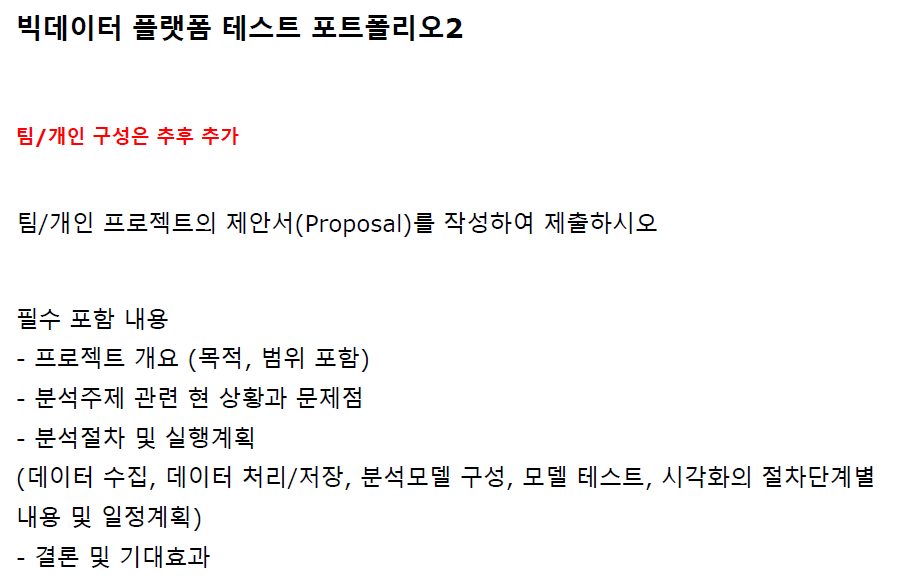 빅데이터 플랫폼 테스트 포트폴리오2
팀/개인 구성은 추후 추가
팀/개인 프로젝트의 제안서(Proposal)를 작성하여 제출하시오
필수 포함 내용
- 프로젝트 개요 (목적, 범위 포함)
- 분석주제 관련 현 상황과 문제점
- 분석절차 및 실행계획
(데이터 수집, 데이터 처리/저장, 분석모델 구성, 모델 테스트, 시각화의 절차단계별
내용 및 일정계획)
- 결론 및 기대효과